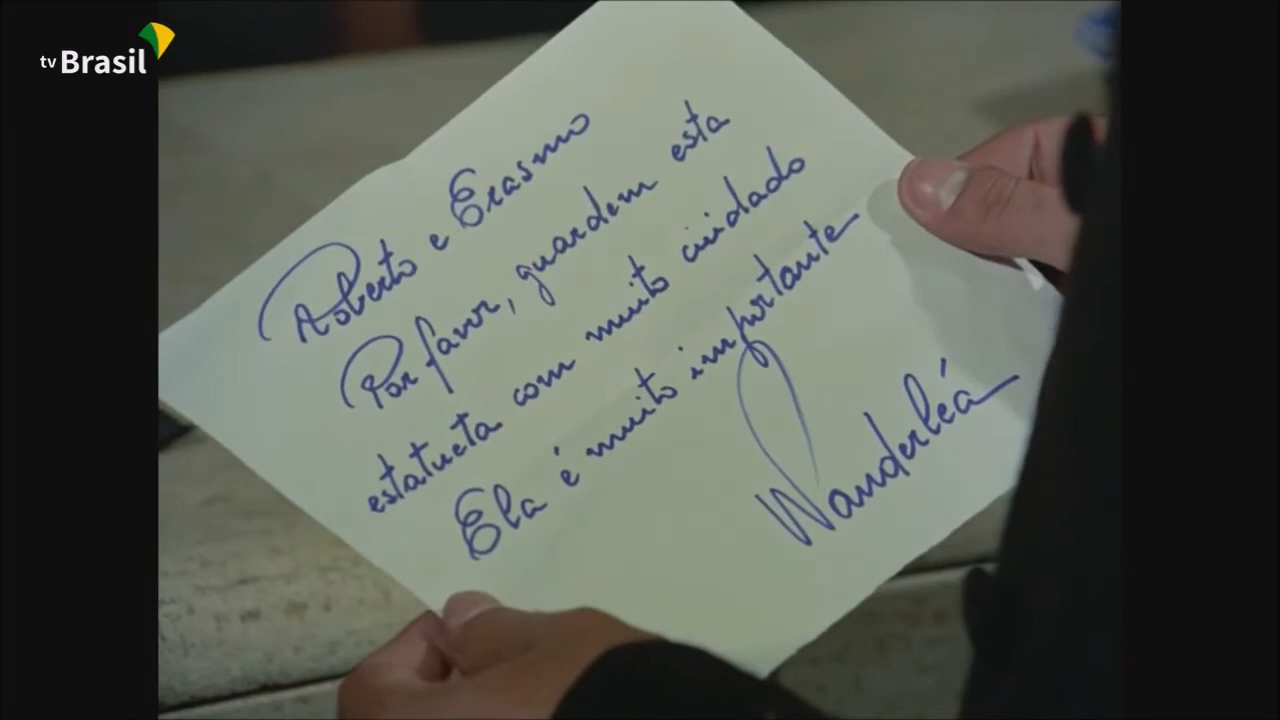 tv Brasil
Roberto e Erasmo
Por favor, guardem esta
estatueta com muito cuidado
Ela é muito importante
Wanderléa